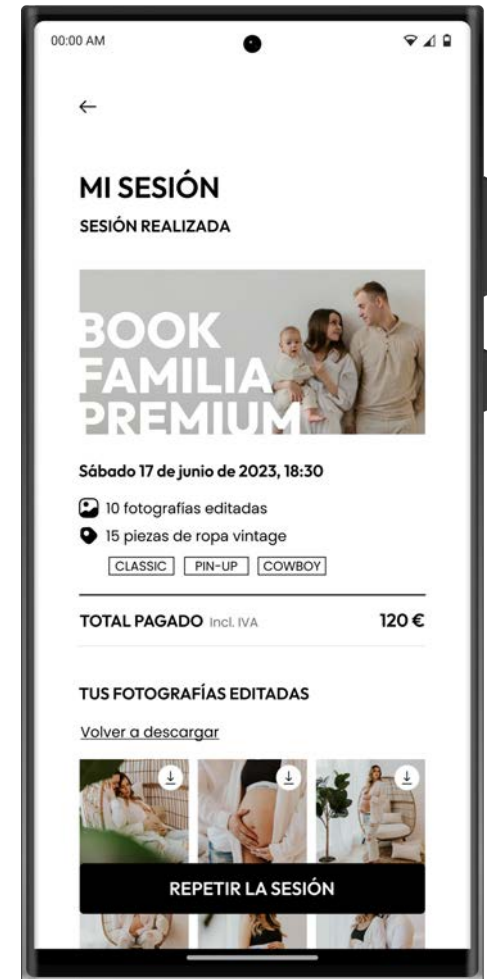 00:00 AM
MI SESIÓN
SESIÓN REALIZADA
BOOK
FAMILIA
PREMIUM
Sábado 17 de junio de 2023, 18:30
10 fotografías editadas
15 piezas de ropa vintage
CLASSIC PIN-UP COWBOY
TOTAL PAGADO Incl. IVA 120 €
TUS FOTOGRAFÍAS EDITADAS
Volver a descargar
REPETIR LA SESIÓN